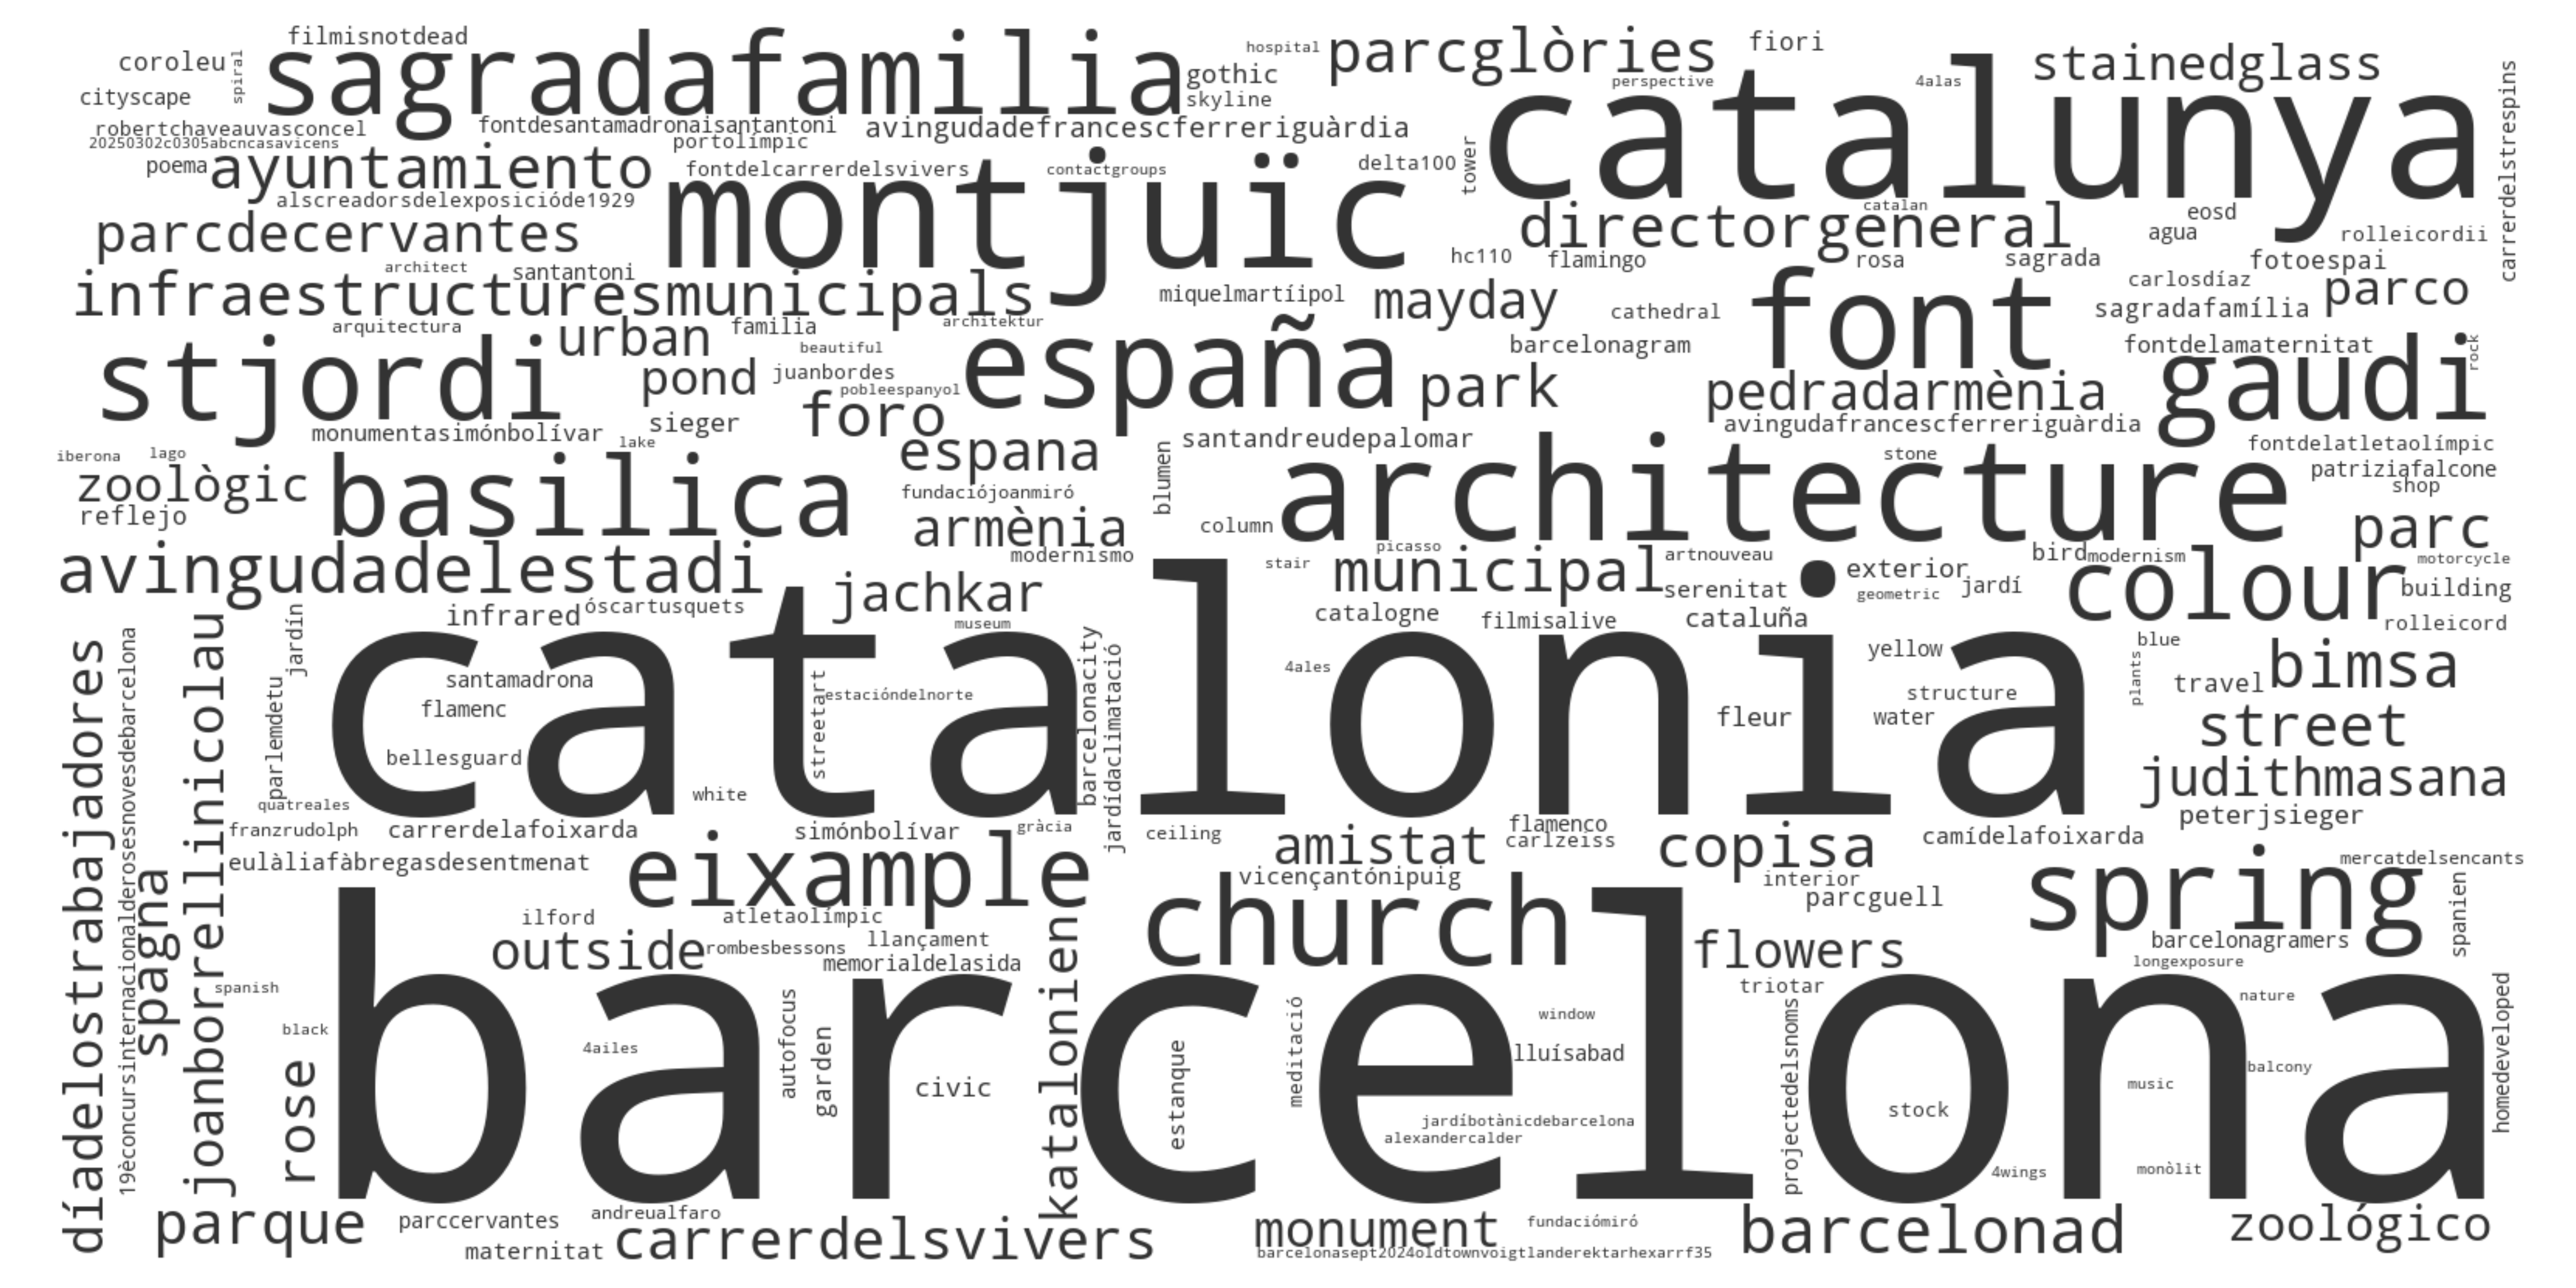 filmisnotdead
coroleu
spiral
sagradafamilia
hospital
parcglòries
fiori
stainedglass
cityscape
gothic
skyline
perspective
4alas
catalunya
carrerdelstrespins
robertchaveauvasconcel
fontdesantamadronaisantantoni
avingudadefrancescferreriguàrdia
20250302c0305abcncasavicens
portolímpic
poema
ayuntamiento
fontdelcarrerdelsvivers
contactgroups
delta100
tower
montjuïc
alscreadorsdelexposicióde1929
catalan
eosd
parcdecervantes
directorgeneral
agua
rolleicordii
architect
santantoni
hc110
flamingo
rosa
sagrada
fotoespai
infraestructuresmunicipals
miquelmartíipol
mayday
font
carlosdíaz
parco
arquitectura
urban
familia
architektur
cathedral
sagradafamília
stjordi
beautiful
españa
barcelonagram
fontdelamaternitat
rock
pond
juanbordes
pobleespanyol
park
pedradarmènia
gaudi
foro
sieger
avingudafrancescferreriguàrdia
monumentasimónbolívar
lake
espana
santandreudepalomar
fontdelatletaolímpic
iberona
lago
blumen
architecture
stone
patriziafalcone
zoològic
basilica
fundaciójoanmiró
shop
reflejo
armènia
column
parc
modernismo
picasso
artnouveau
bird
modernism
motorcycle
avingudadelestadi
jachkar
stair
municipal
serenitat
exterior
geometric
jardí
colour
building
infrared
óscartusquets
museum
catalogne
filmisalive
cataluña
rolleicord
jardín
catalonia
barcelonacity
yellow
blue
plants
bimsa
díadelostrabajadores
19èconcursinternacionalderosesnovesdebarcelona
joanborrellinicolau
parlemdetu
santamadrona
streetart
estacióndelnorte
jardídaclimatació
4ales
travel
flamenc
fleur
structure
water
street
bellesguard
white
judithmasana
quatreales
peterjsieger
franzrudolph
carrerdelafoixarda
simónbolívar
gràcia
ceiling
amistat
flamenco
carlzeiss
copisa
camídelafoixarda
eulàliafàbregasdesentmenat
eixample
vicençantónipuig
interior
mercatdelsencants
spagna
parcguell
spring
spanien
ilford
atletaolímpic
church
outside
rombesbessons
llançament
memorialdelasida
katalonien
flowers
barcelonagramers
longexposure
spanish
triotar
barcelona
nature
homedeveloped
black
autofocus
meditació
window
projectedelsnoms
rose
4ailes
garden
civic
estanque
lluísabad
balcony
music
stock
jardíbotànicdebarcelona
alexandercalder
4wings
monòlit
parque
parccervantes
andreualfaro
maternitat
carrerdelsvivers
monument
fundaciómiró
barcelonad
zoológico
barcelonasept2024oldtownvoigtlanderektarhexarrf35